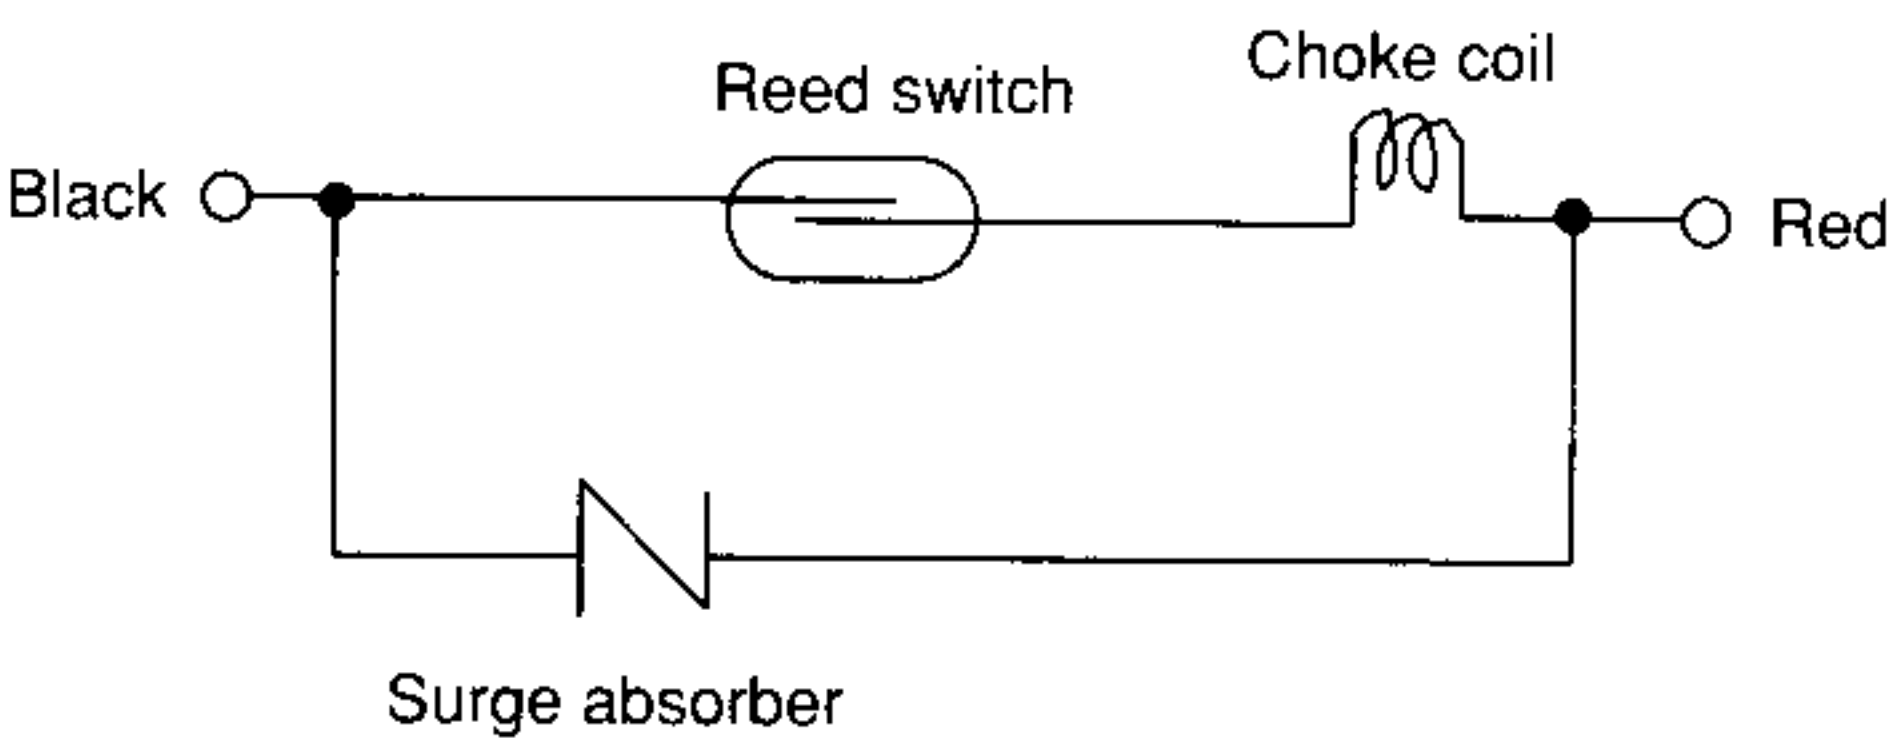 Choke coil
Reed switch
Black
Red
Surge absorber